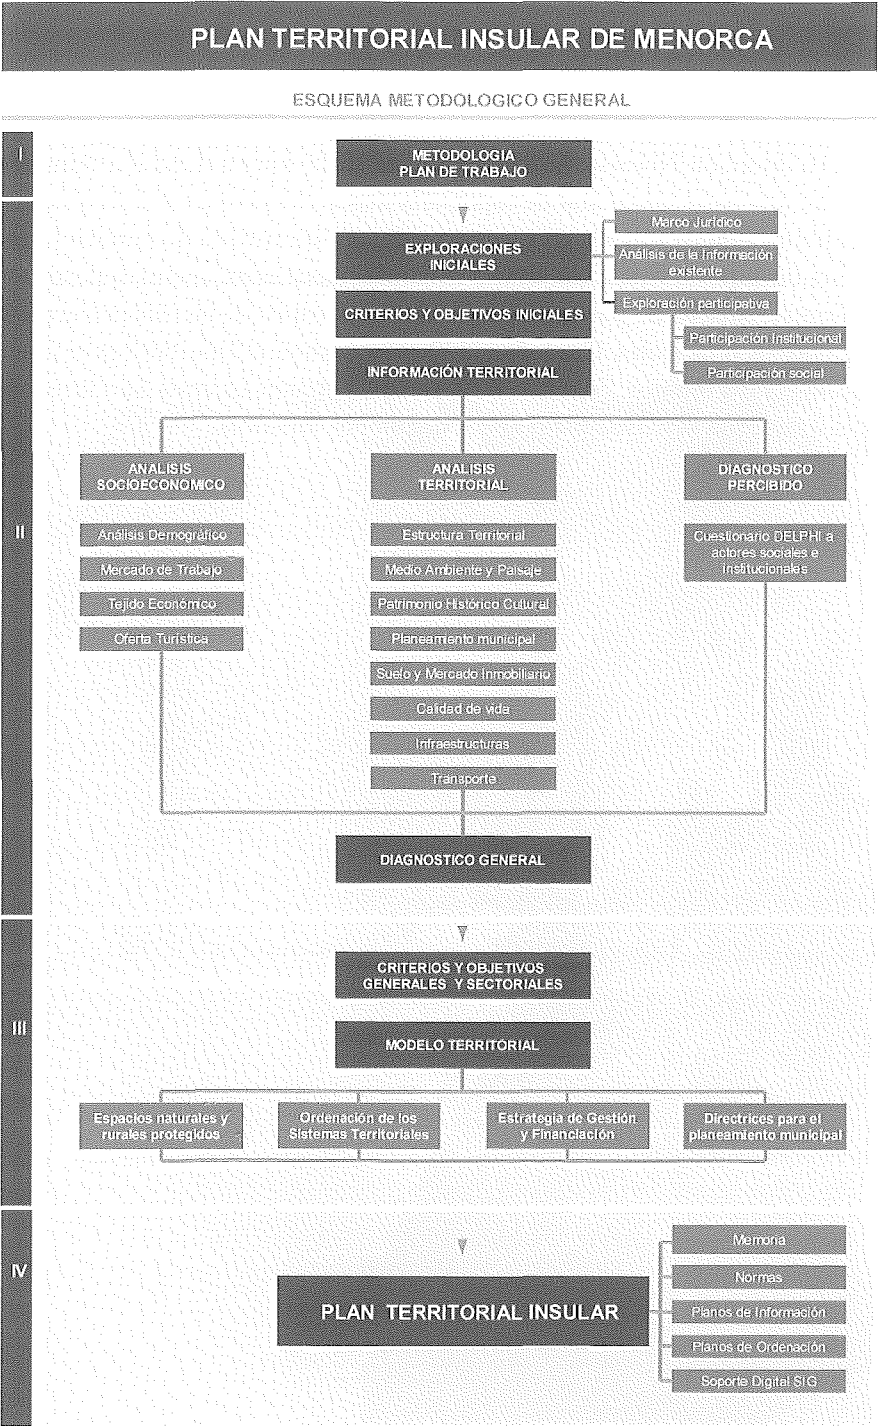 PLAN TERRITORIAL INSULAR DE MENORCA
ESQUEMA METODOLOGICO GENERAL
I
METODOLOGIA
PLAN DE TRABAJO
II
EXPLORACIONES
INICIALES
Marco Jurídico
Análisis de la Información
existente
Exploración participativa
Participación Institucional
Participación social
CRITERIOS Y OBJETIVOS INICIALES
INFORMACIÓN TERRITORIAL
ANALISIS
SOCIOECONOMICO
Análisis Demográfico
Mercado de Trabajo
Tejido Económico
Oferta Turística
ANALISIS
TERRITORIAL
Estructura Territorial
Medio Ambiente y Paisaje
Patrimonio Histórico Cultural
Planeamiento municipal
Suelo y Mercado Inmobiliario
Calidad de vida
Infraestructuras
Transporte
DIAGNOSTICO
PERCIBIDO
Cuestionario DELPHI a
actores sociales e
institucionales
DIAGNOSTICO GENERAL
III
CRITERIOS Y OBJETIVOS
GENERALES Y SECTORIALES
MODELO TERRITORIAL
Espacios naturales y
rurales protegidos
Ordenación de los
Sistemas Territoriales
Estrategia de Gestión
y Financiación
Directrices para el
planeamiento municipal
IV
PLAN TERRITORIAL INSULAR
Memoria
Normas
Planos de Información
Planos de Ordenación
Soporte Digital SIG